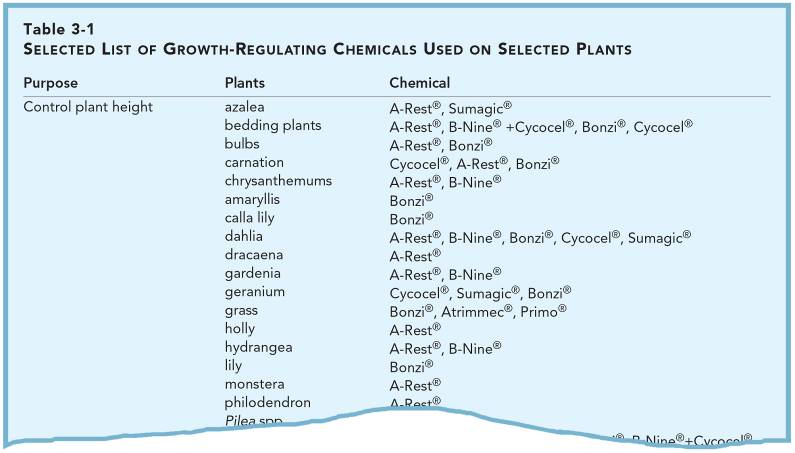 Table 3-1
SELECTED LIST OF GROWTH-REGULATING CHEMICALS USED ON SELECTED PLANTS
Purpose Plants Chemical
Control plant height azalea A-Rest®, Sumagic®
bedding plants A-Rest®, B-Nine® +Cycocel®, Bonzi®, Cycocel®
bulbs A-Rest®, Bonzi®
carnation Cycocel®, A-Rest®, Bonzi®
chrysanthemums A-Rest®, B-Nine®
amaryllis Bonzi®
calla lily Bonzi®
dahlia A-Rest®, B-Nine®, Bonzi®, Cycocel®, Sumagic®
dracaena A-Rest®
gardenia A-Rest®, B-Nine®
geranium Cycocel®, Sumagic®, Bonzi®
grass Bonzi®, Atrimmec®, Primo®
holly A-Rest®
hydrangea A-Rest®, B-Nine®
lily Bonzi®
monstera A-Rest®
philodendron A-Rest®
Pilea spp
B-Nine®+Cycocel®